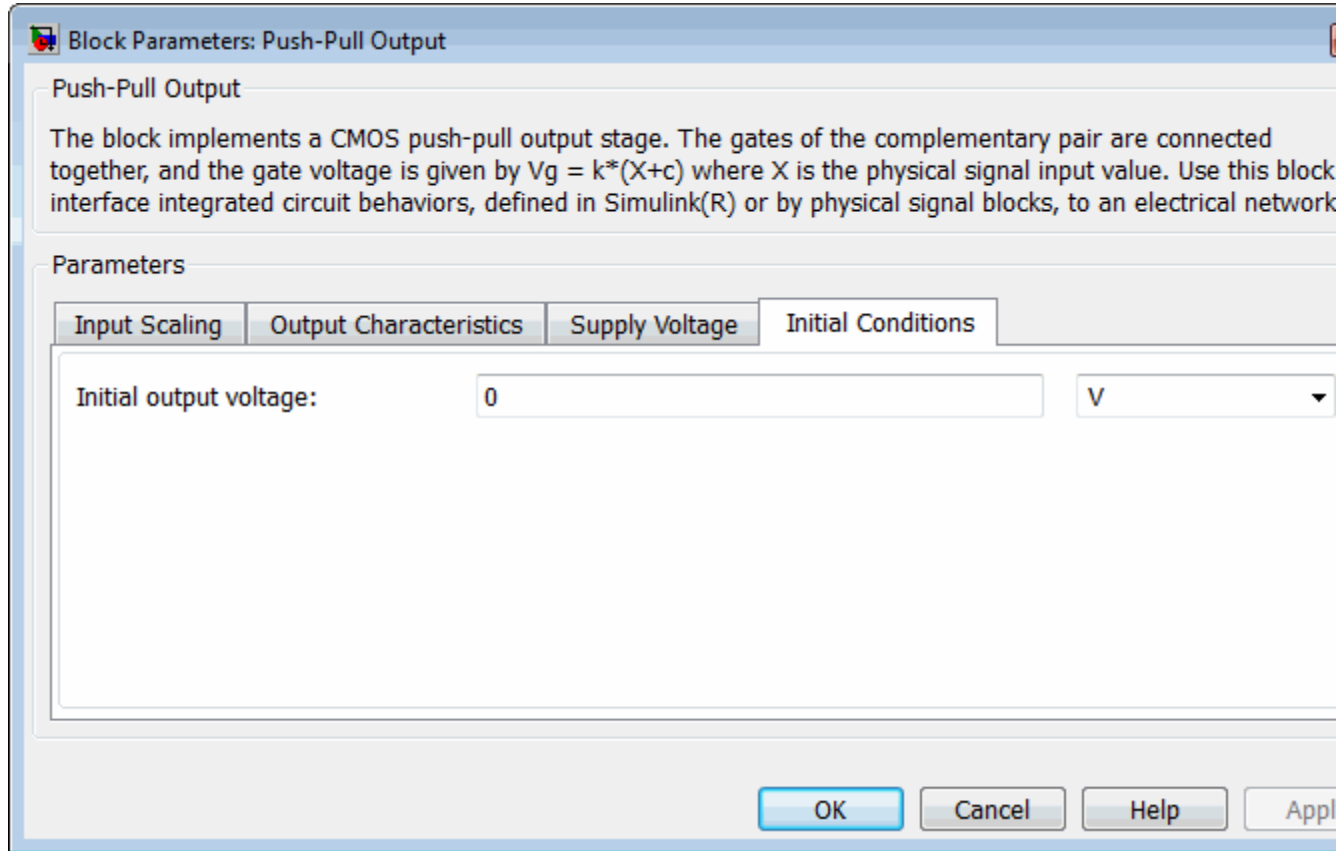 Block Parameters: Push-Pull Output
Push-Pull Output
The block implements a CMOS push-pull output stage. The gates of the complementary pair are connected
together, and the gate voltage is given by Vg = k*(X+c) where X is the physical signal input value. Use this block
interface integrated circuit behaviors, defined in Simulink(R) or by physical signal blocks, to an electrical network
Parameters
Input Scaling Output Characteristics Supply Voltage Initial Conditions
Initial output voltage: 0 V
OK Cancel Help Appl